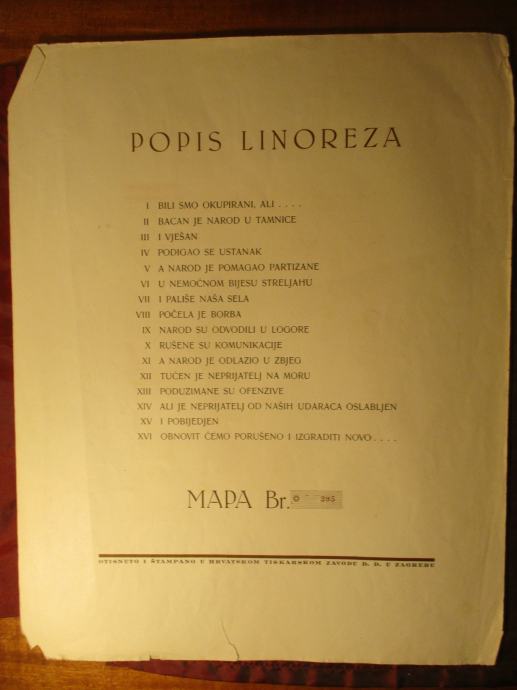 POPIS LINOREZA
I BILI SMO OKUPIRANI, ALI . . . .
II BACAN JE NAROD U TAMNICE
III I VJEŠAN
IV PODIGAO SE USTANAK
V A NAROD JE POMAGAO PARTIZANE
VI U NEMOĆNOM BIJESU STRELJAHU
VII I PALIŠE NAŠA SELA
VIII POČELA JE BORBA
IX NAROD SU ODVODILI U LOGORE
X RUŠENE SU KOMUNIKACIJE
XI A NAROD JE ODLAZIO U ZBJEG
XII TUČEN JE NEPRIJATELJ NA MORU
XIII PODUZIMANE SU OFENZIVE
XIV ALI JE NEPRIJATELJ OD NAŠIH UDARACA OSLABLJEN
XV I POBIJEDJEN
XVI OBNOVIT ĆEMO PORUŠENO I IZGRADITI NOVO . . . .
MAPA Br. 395
OTISNUTO I ŠTAMPANO U HRVATSKOM TISKARSKOM ZAVODU D. D. U ZAGREBU